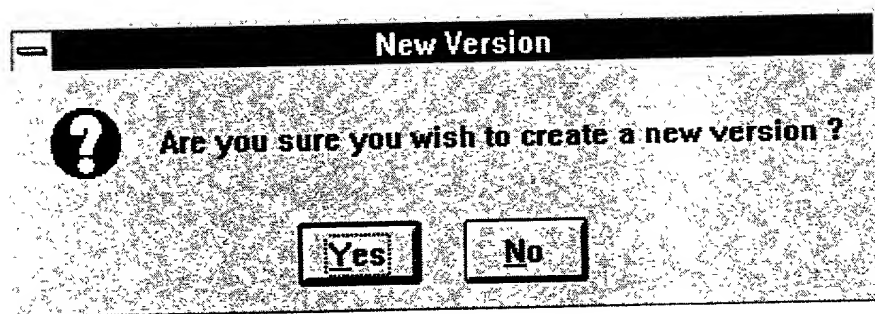 New Version
Are you sure you wish to create a new version ?
Yes
No